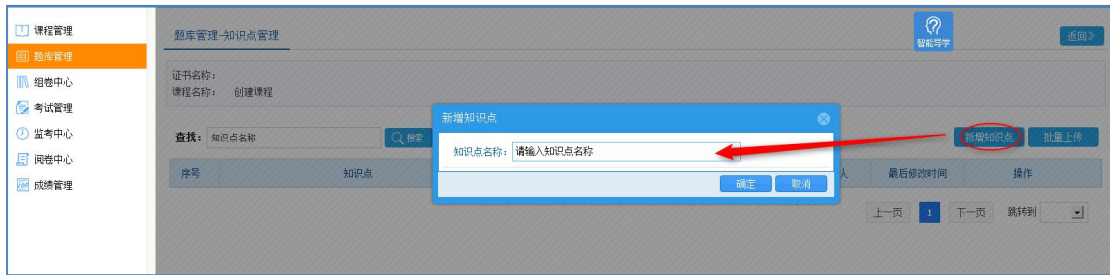 课程管理
题库管理
组卷中心
考试管理
监考中心
阅卷中心
成绩管理
题库管理-知识点管理
智能导学
返回》
证书名称：
课程名称： 创建课程
查找： 知识点名称 搜索
新增知识点 批量上传
序号 知识点 人 最后修改时间 操作
新增知识点
知识点名称： 请输入知识点名称
确定 取消
上一页 1 下一页 跳转到